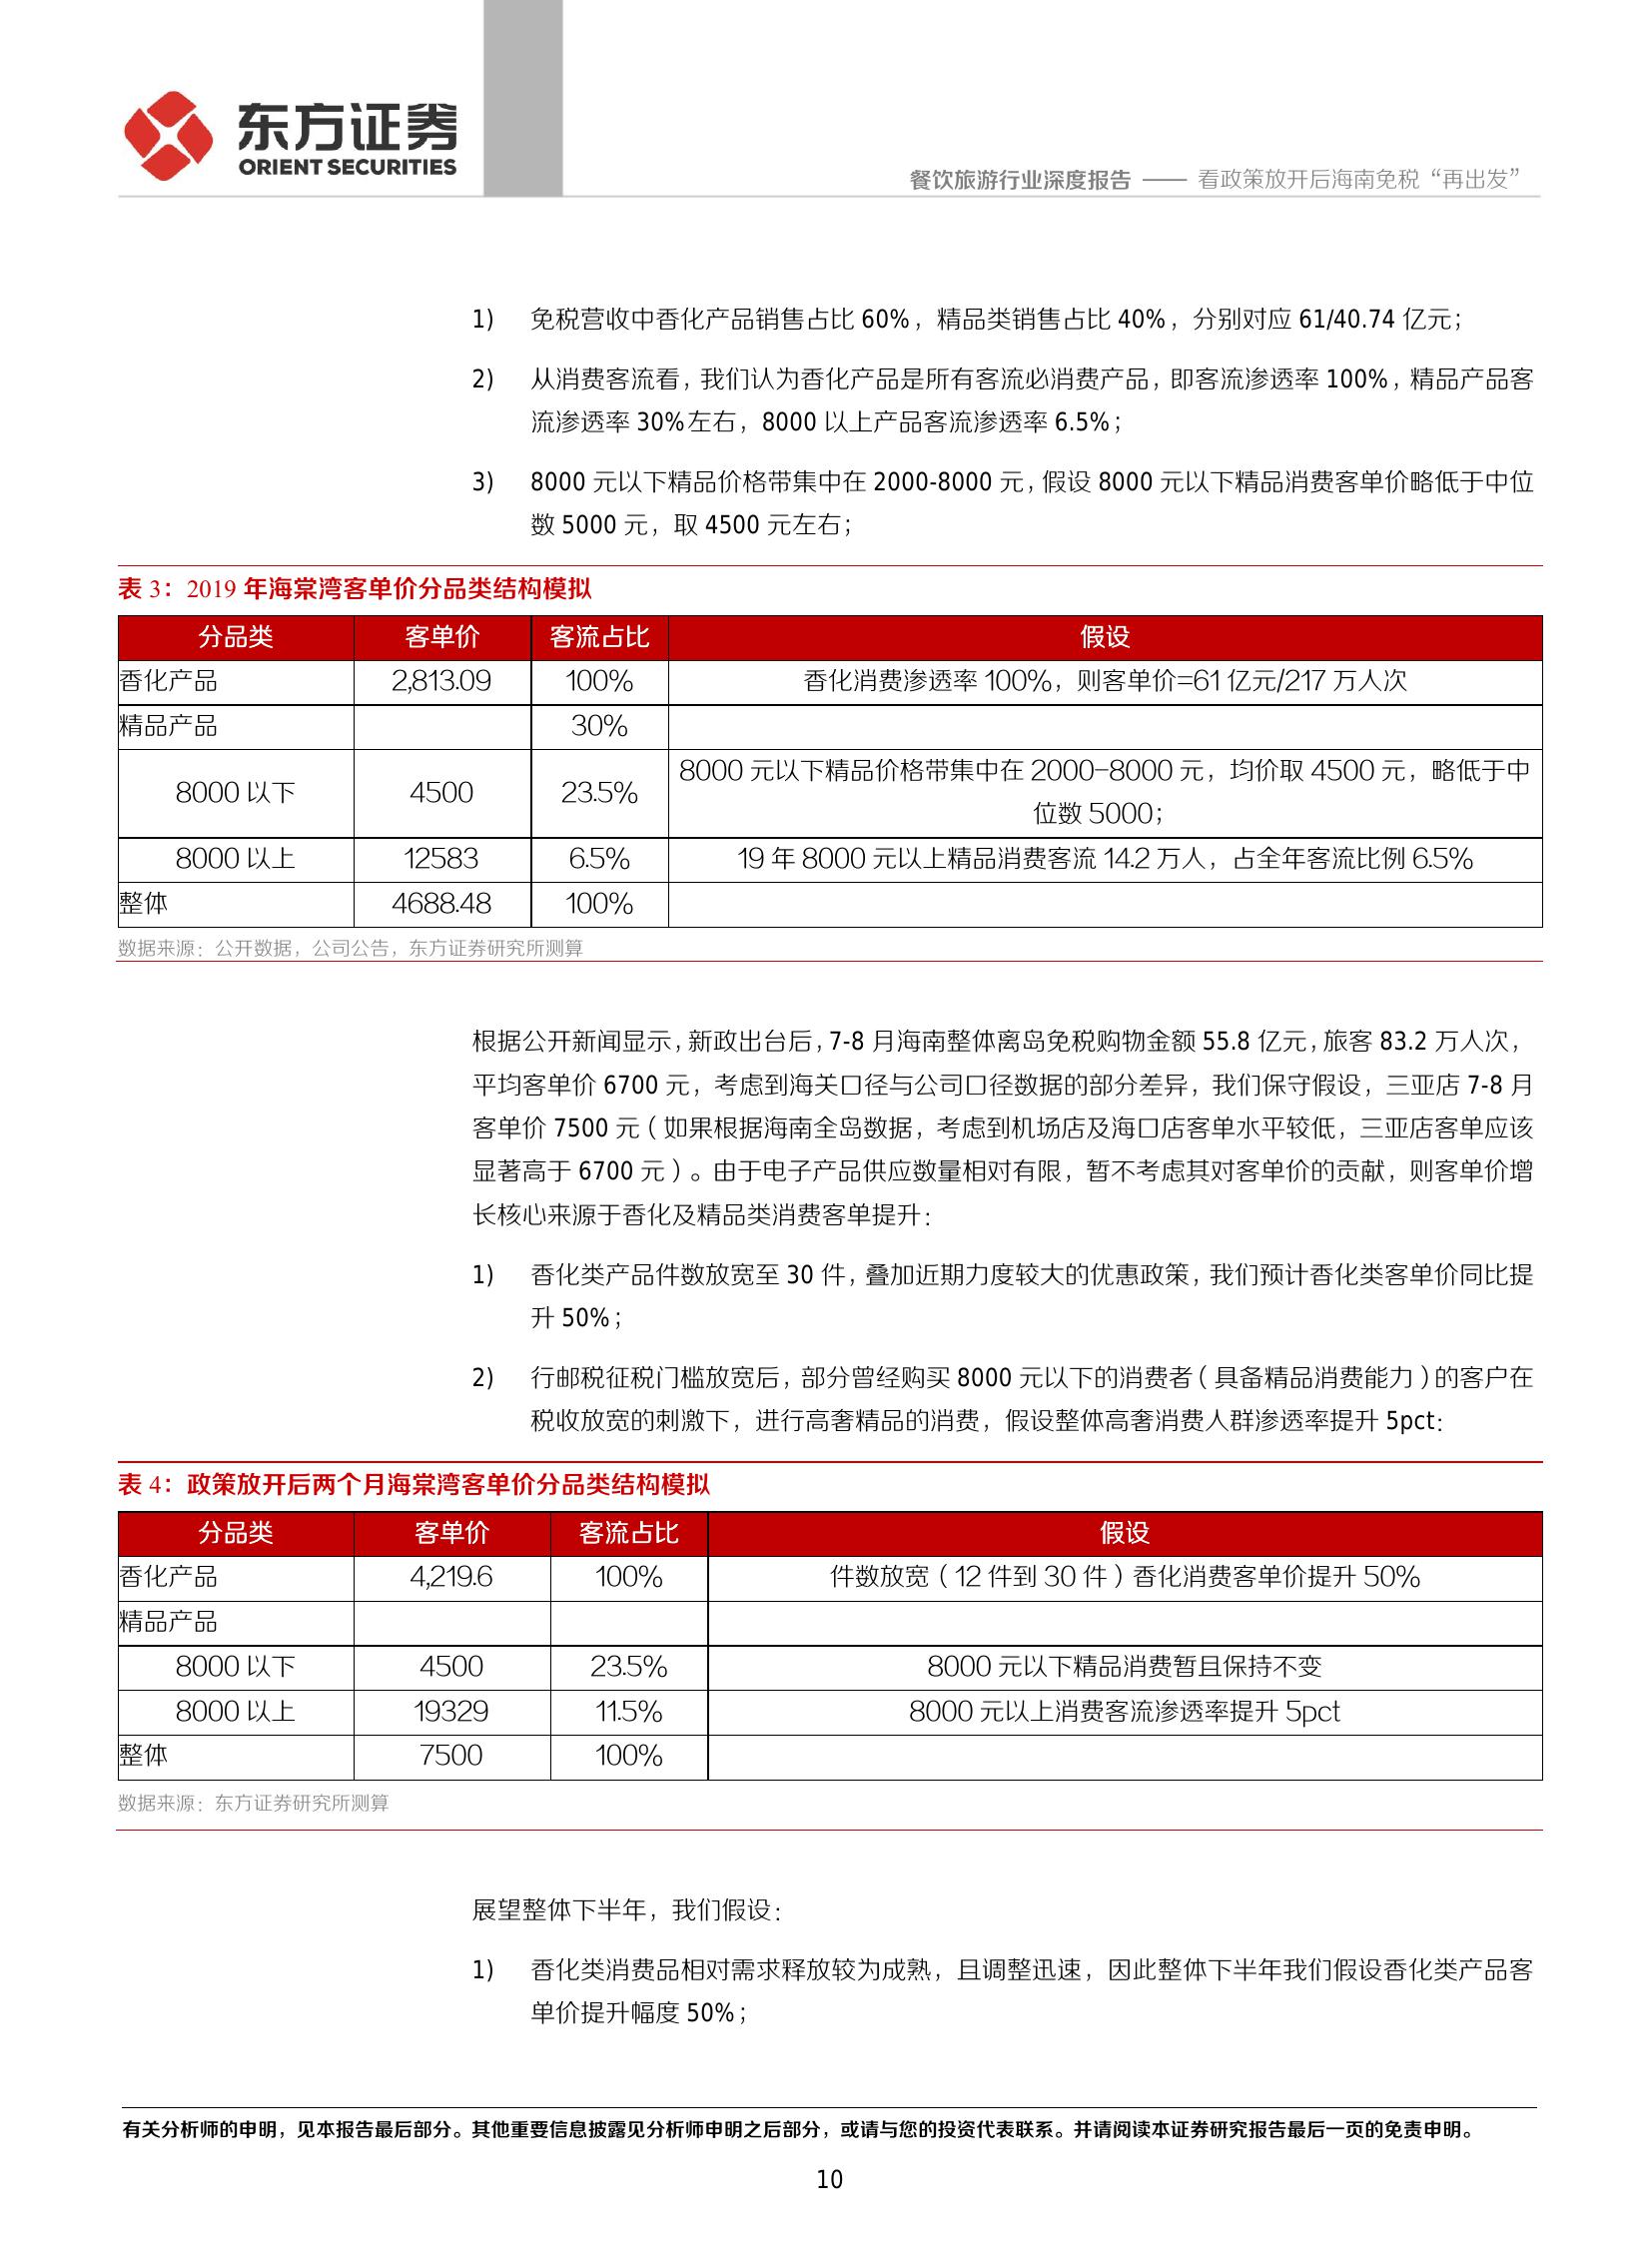 东方证券
ORIENT SECURITIES
餐饮旅游行业深度报告 —— 看政策放开后海南免税“再出发”
1) 免税营收中香化产品销售占比 60%，精品类销售占比 40%，分别对应 61/40.74 亿元；
2) 从消费客流看，我们认为香化产品是所有客流必消费产品，即客流渗透率 100%，精品产品客
流渗透率 30%左右，8000 以上产品客流渗透率 6.5%；
3) 8000 元以下精品价格带集中在 2000-8000 元，假设 8000 元以下精品消费客单价略低于中位
数 5000 元，取 4500 元左右；
表 3：2019 年海棠湾客单价分品类结构模拟
分品类 客单价 客流占比 假设
香化产品 2,813.09 100% 香化消费渗透率 100%，则客单价=61 亿元/217 万人次
精品产品 30%
8000 以下 4500 23.5% 8000 元以下精品价格带集中在 2000-8000 元，均价取 4500 元，略低于中
位数 5000；
8000 以上 12583 6.5% 19 年 8000 元以上精品消费客流 14.2 万人，占全年客流比例 6.5%
整体 4688.48 100%
数据来源：公开数据，公司公告，东方证券研究所测算
根据公开新闻显示，新政出台后，7-8 月海南整体离岛免税购物金额 55.8 亿元，旅客 83.2 万人次，
平均客单价 6700 元，考虑到海关口径与公司口径数据的部分差异，我们保守假设，三亚店 7-8 月
客单价 7500 元（如果根据海南全岛数据，考虑到机场店及海口店客单水平较低，三亚店客单应该
显著高于 6700 元）。由于电子产品供应数量相对有限，暂不考虑其对客单价的贡献，则客单价增
长核心来源于香化及精品类消费客单提升：
1) 香化类产品件数放宽至 30 件，叠加近期力度较大的优惠政策，我们预计香化类客单价同比提
升 50%；
2) 行邮税征税门槛放宽后，部分曾经购买 8000 元以下的消费者（具备精品消费能力）的客户在
税收放宽的刺激下，进行高奢精品的消费，假设整体高奢消费人群渗透率提升 5pct：
表 4：政策放开后两个月海棠湾客单价分品类结构模拟
分品类 客单价 客流占比 假设
香化产品 4,219.6 100% 件数放宽（12 件到 30 件）香化消费客单价提升 50%
精品产品
8000 以下 4500 23.5% 8000 元以下精品消费暂且保持不变
8000 以上 19329 11.5% 8000 元以上消费客流渗透率提升 5pct
整体 7500 100%
数据来源：东方证券研究所测算
展望整体下半年，我们假设：
1) 香化类消费品相对需求释放较为成熟，且调整迅速，因此整体下半年我们假设香化类产品客
单价提升幅度 50%；
有关分析师的申明，见本报告最后部分。其他重要信息披露见分析师申明之后部分，或请与您的投资代表联系。并请阅读本证券研究报告最后一页的免责申明。
10